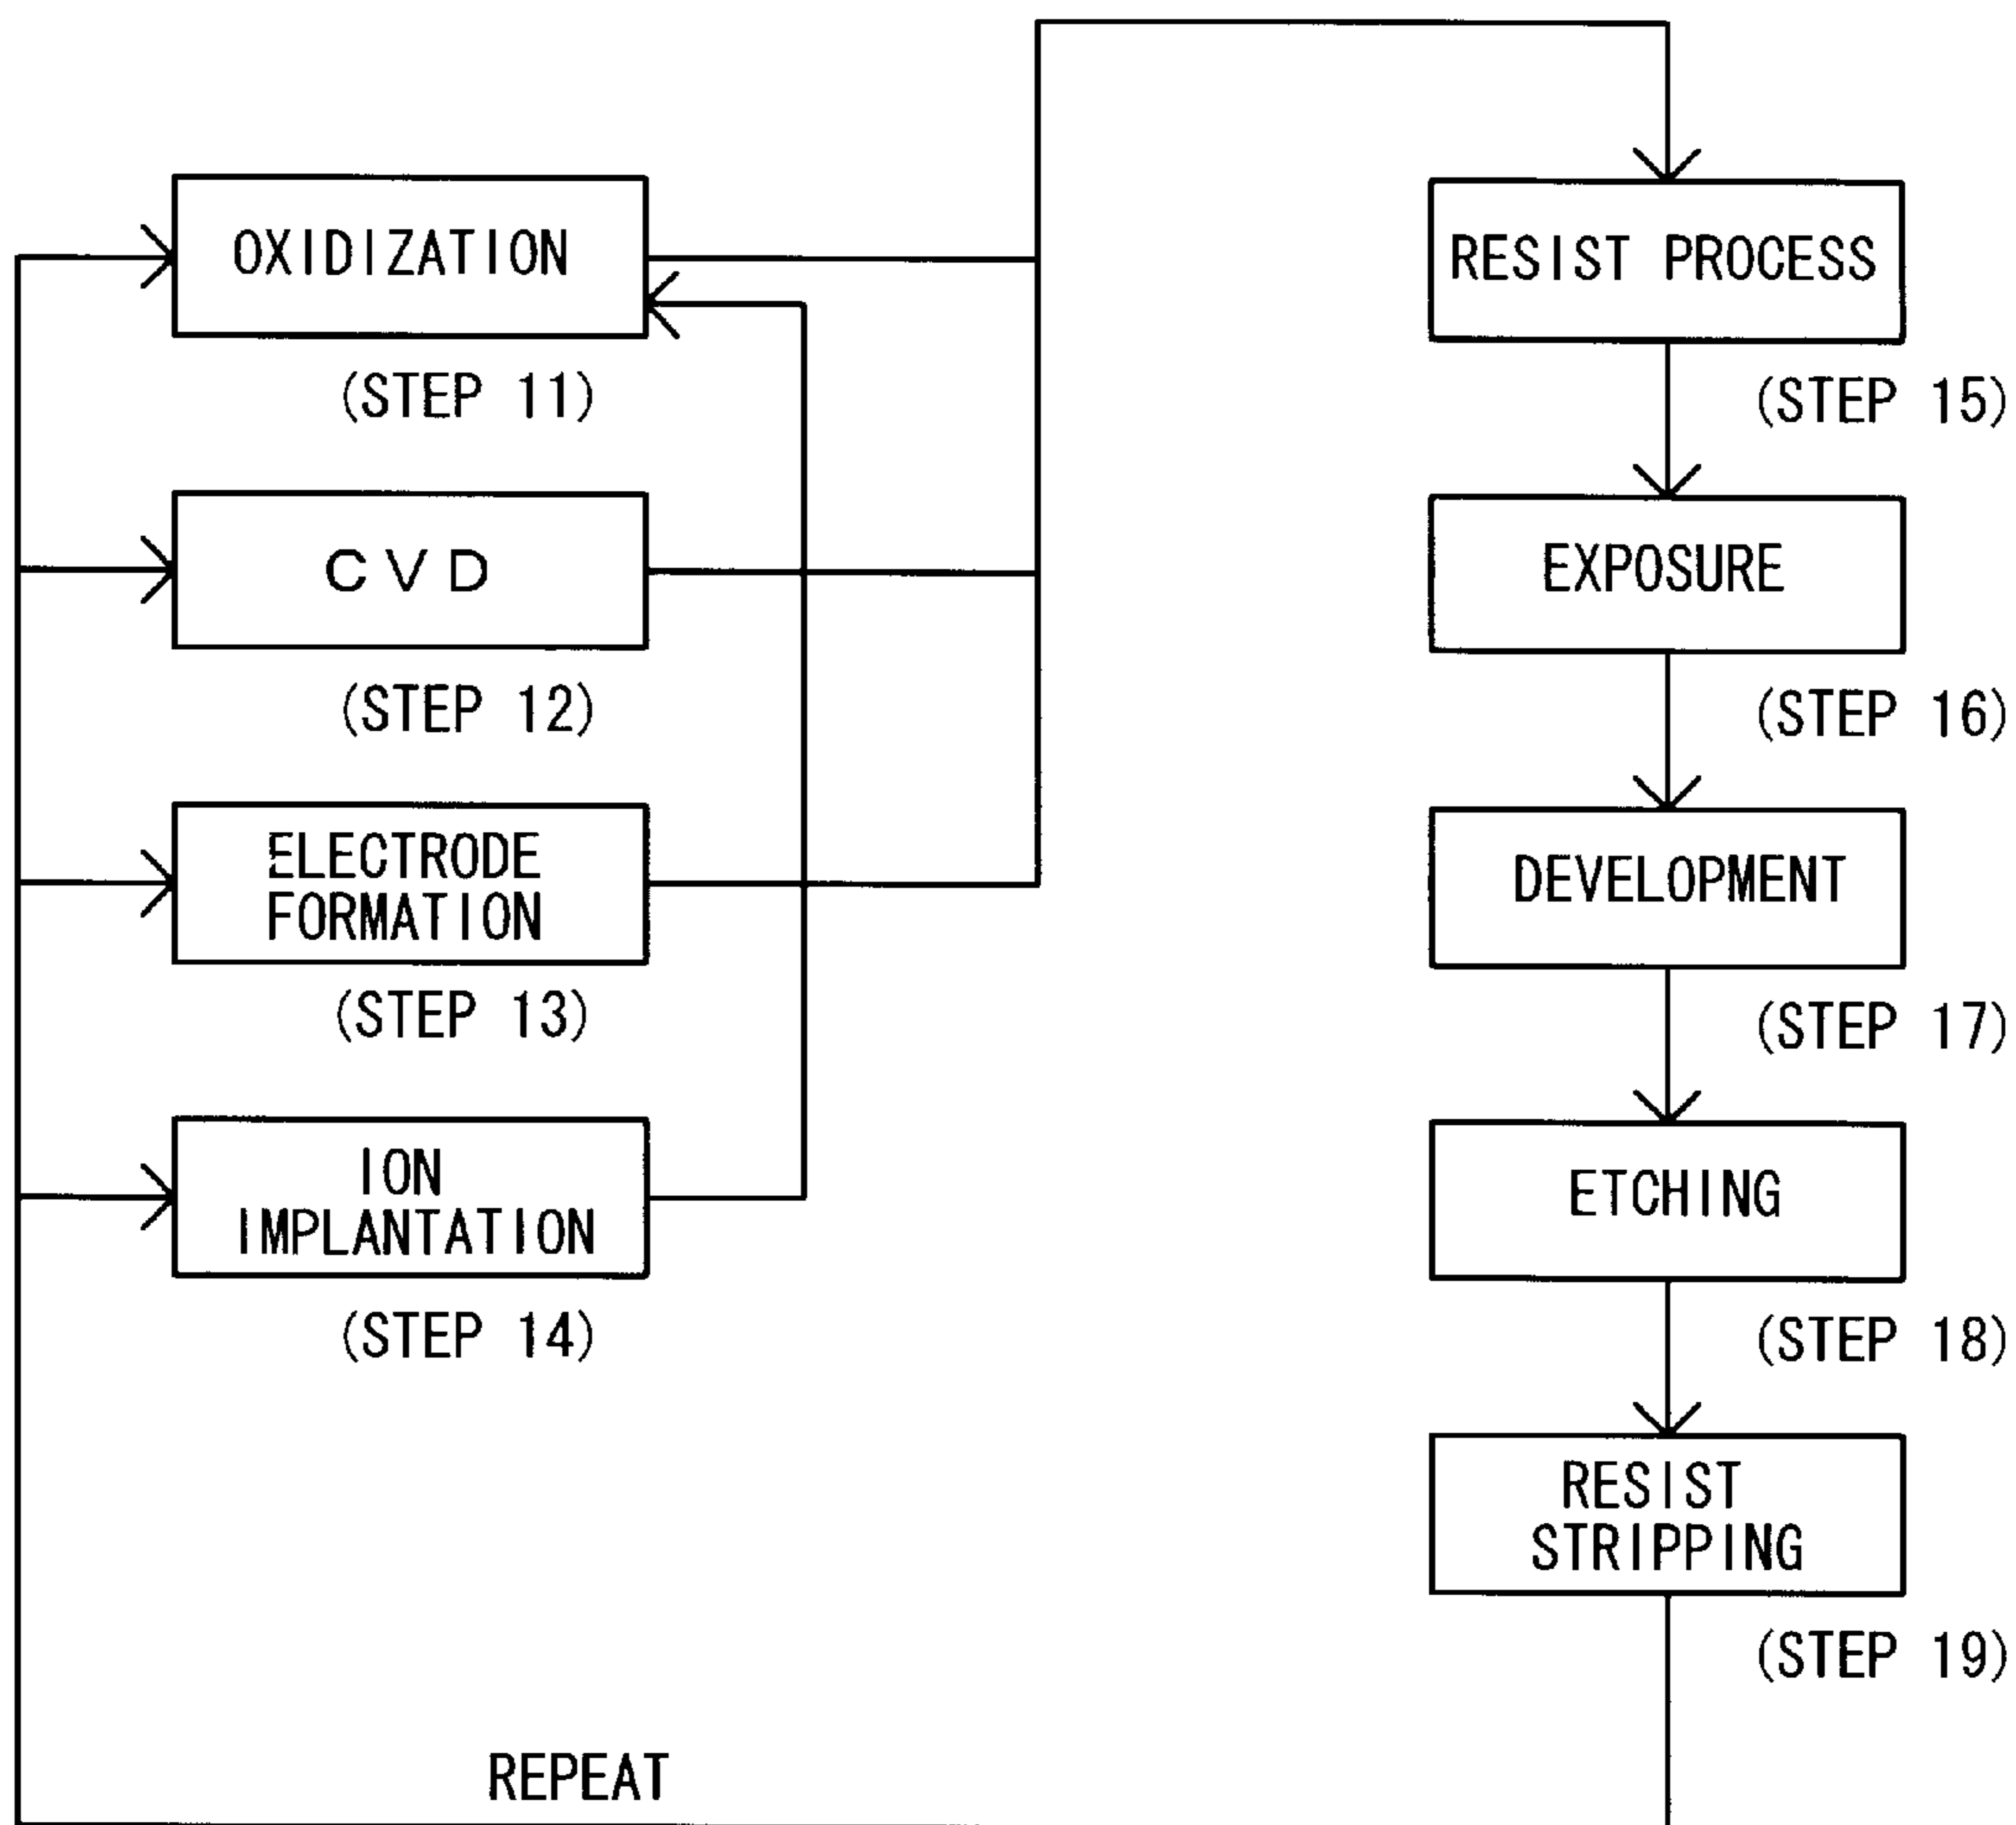 OXIDIZATION
(STEP 11)
CVD
(STEP 12)
ELECTRODE
FORMATION
(STEP 13)
ION
IMPLANTATION
(STEP 14)
RESIST PROCESS
(STEP 15)
EXPOSURE
(STEP 16)
DEVELOPMENT
(STEP 17)
ETCHING
(STEP 18)
RESIST
STRIPPING
(STEP 19)
REPEAT